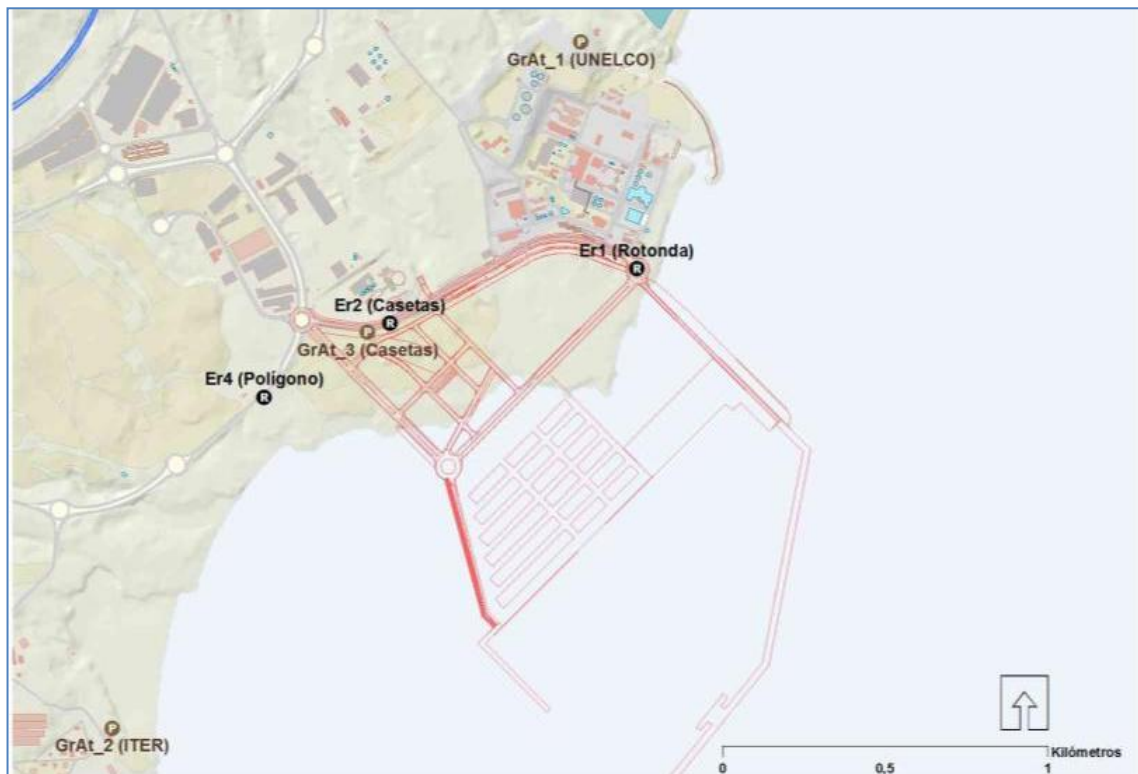 GrAt_1 (UNELCO)
Er1 (Rotonda)
R
Er2 (Casetas)
R
P
GrAt_3 (Casetas)
Er4 (Polígono)
R
P
GrAt_2 (ITER)
P
Kilómetros
0
0,5
1